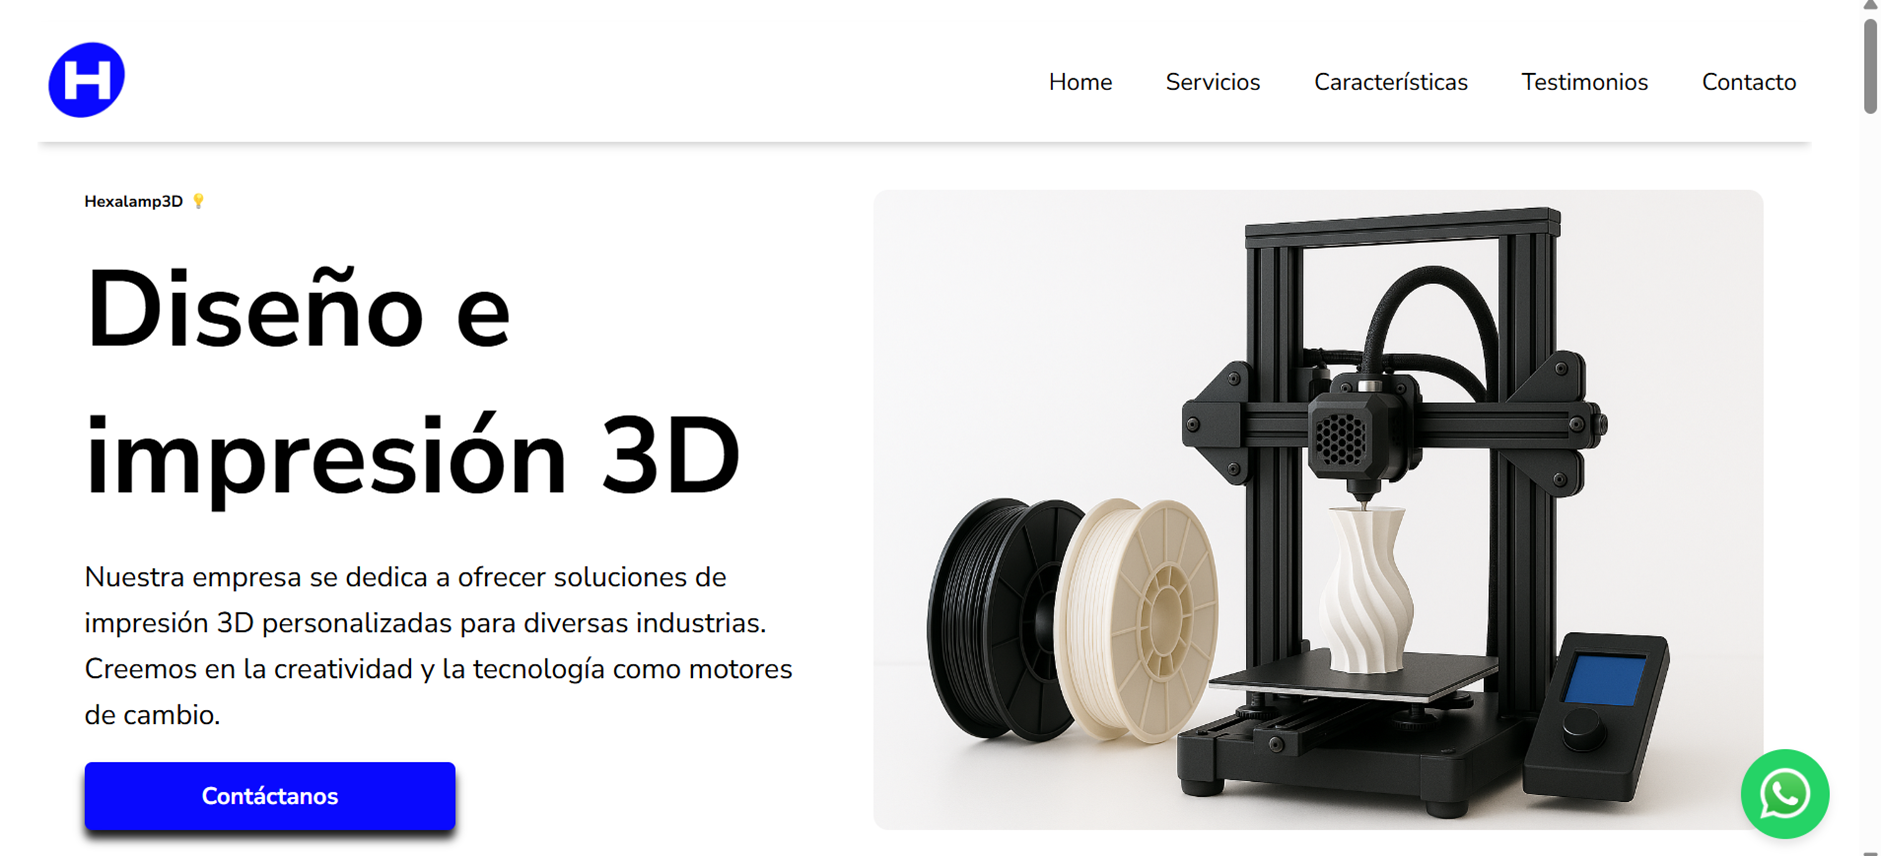 H
Home Servicios Características Testimonios Contacto
Hexalamp3D
Diseño e
impresión 3D
Nuestra empresa se dedica a ofrecer soluciones de
impresión 3D personalizadas para diversas industrias.
Creemos en la creatividad y la tecnología como motores
de cambio.
Contáctanos